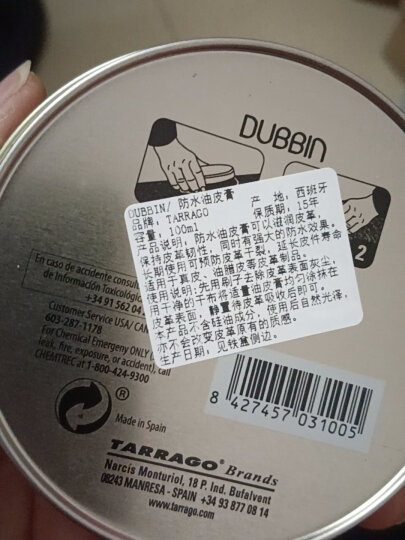 DUBBIN
2
DUBBIN/ 防水油皮膏 产 地: 西班牙
品牌: TARRAGO 保质期: 15年
容量: 100ml
产品说明: 防水油皮膏可以滋润皮革,
保持皮革韧性, 同时有强大的防水效果。
长期使用可预防皮革干裂, 延长皮件寿命
可用于真皮、油腊皮等皮革制品。
使用说明: 先用刷子去除皮革表面灰尘,
用干净的干布将适量油皮膏均匀涂抹在
皮革表面, 静置待皮革吸收后即可。
本产品不含硅油成分, 使用后自然光泽,
亦不会改变皮革原有的质感。
生产日期: 见铁盒侧边。
En caso de accidente consulte
de Información Toxicológica
+34 91 562 04
Customer Service USA/ CAN
603-287-1178
For Chemical Emergeny ONLY (
leak, fire, exposure, or accident), call
CHEMTREC at 1-800-424-9300
®
Made in Spain
8 427457 031005
TARRAGO Brands
Narcís Monturiol, 18 P. Ind. Bufalvent
08243 MANRESA - SPAIN +34 93 877 08 14
www.tarrago.com